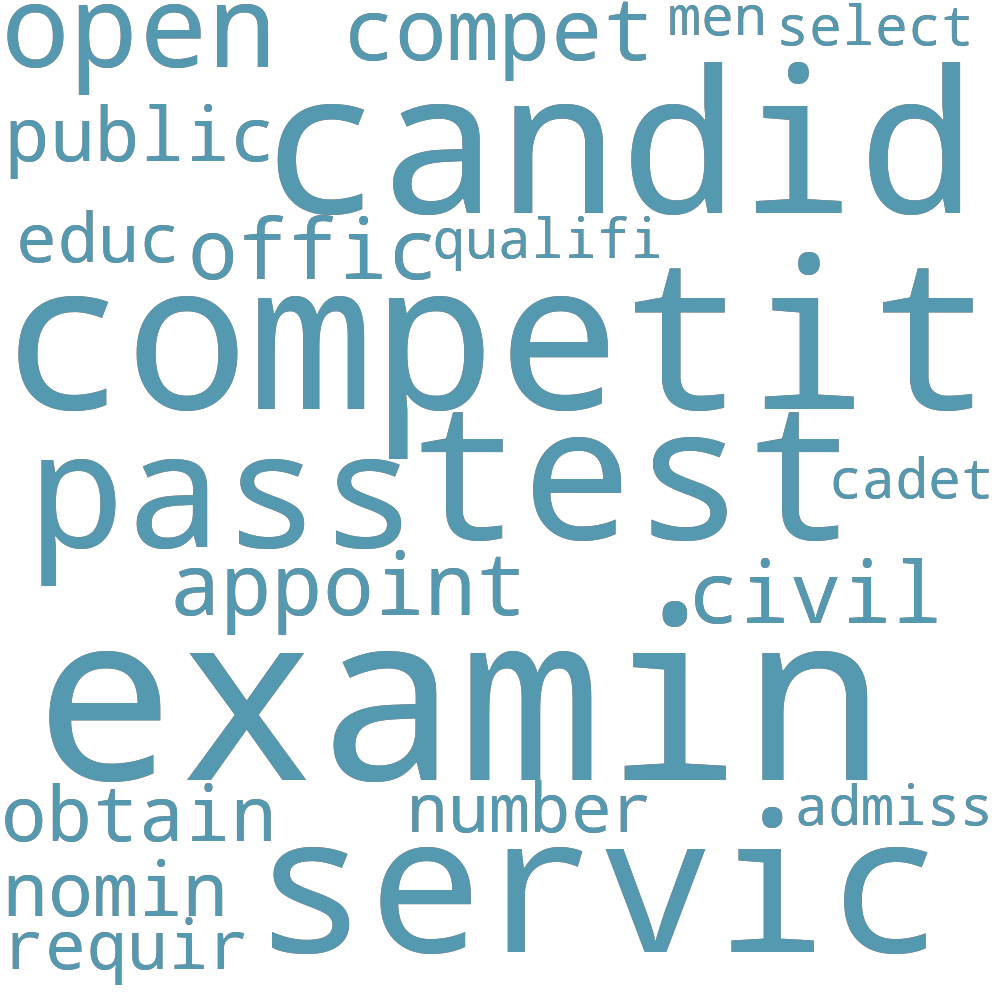 open compet men select
public candid
educ offic qualifi
competit
pass test cadet
appoint civil
examin
obtain number admiss
nomin servic
requir